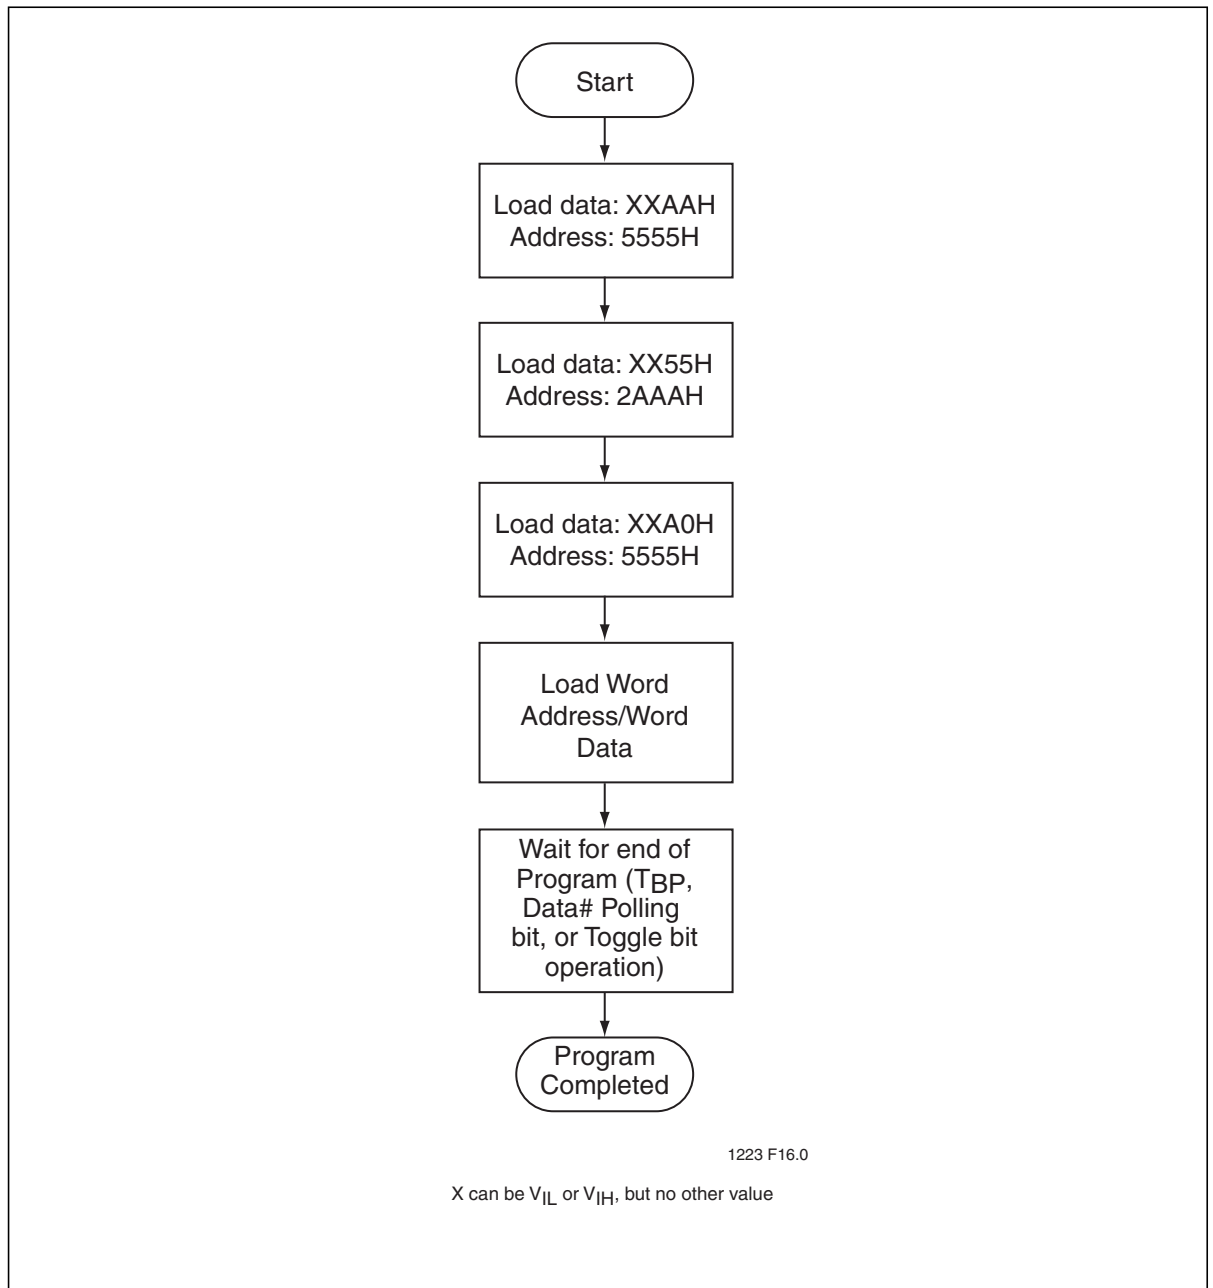 Start
Load data: XXAAH
Address: 5555H
Load data: XX55H
Address: 2AAAH
Load data: XXA0H
Address: 5555H
Load Word
Address/Word
Data
Wait for end of
Program (TBP,
Data# Polling
bit, or Toggle bit
operation)
Program
Completed
1223 F16.0
X can be VIL or VIH, but no other value